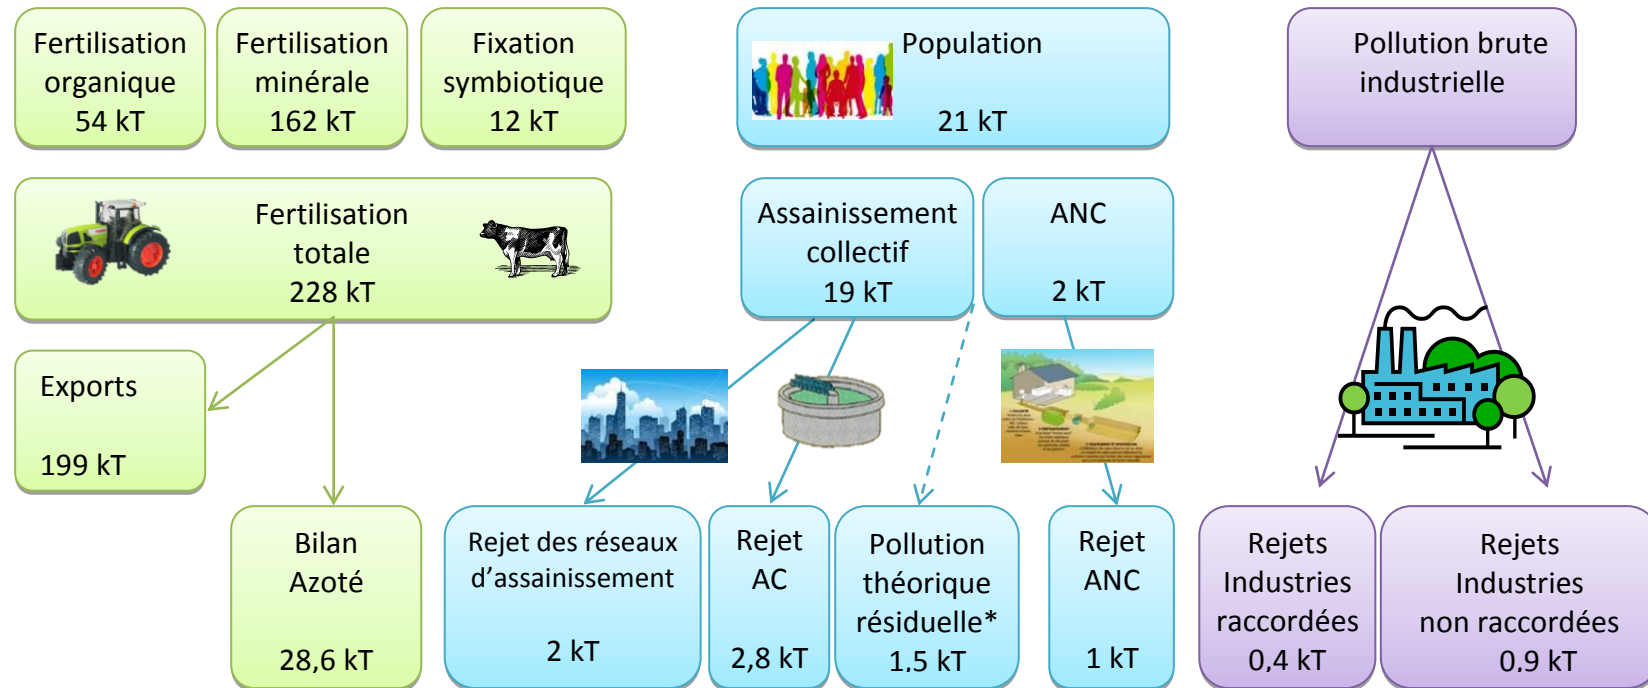 Fertilisation
organique
54 kT
Fertilisation
minérale
162 kT
Fixation
symbiotique
12 kT
Population
21 kT
Pollution brute
industrielle
Fertilisation
totale
228 kT
Assainissement
collectif
19 kT
ANC
2 kT
Exports
199 kT
Bilan
Azoté
28,6 kT
Rejet des réseaux
d'assainissement
2 kT
Rejet
AC
2,8 kT
Pollution
théorique
résiduelle*
1,5 kT
Rejet
ANC
1 kT
Rejets
Industries
raccordées
0,4 kT
Rejets
Industries
non raccordées
0,9 kT